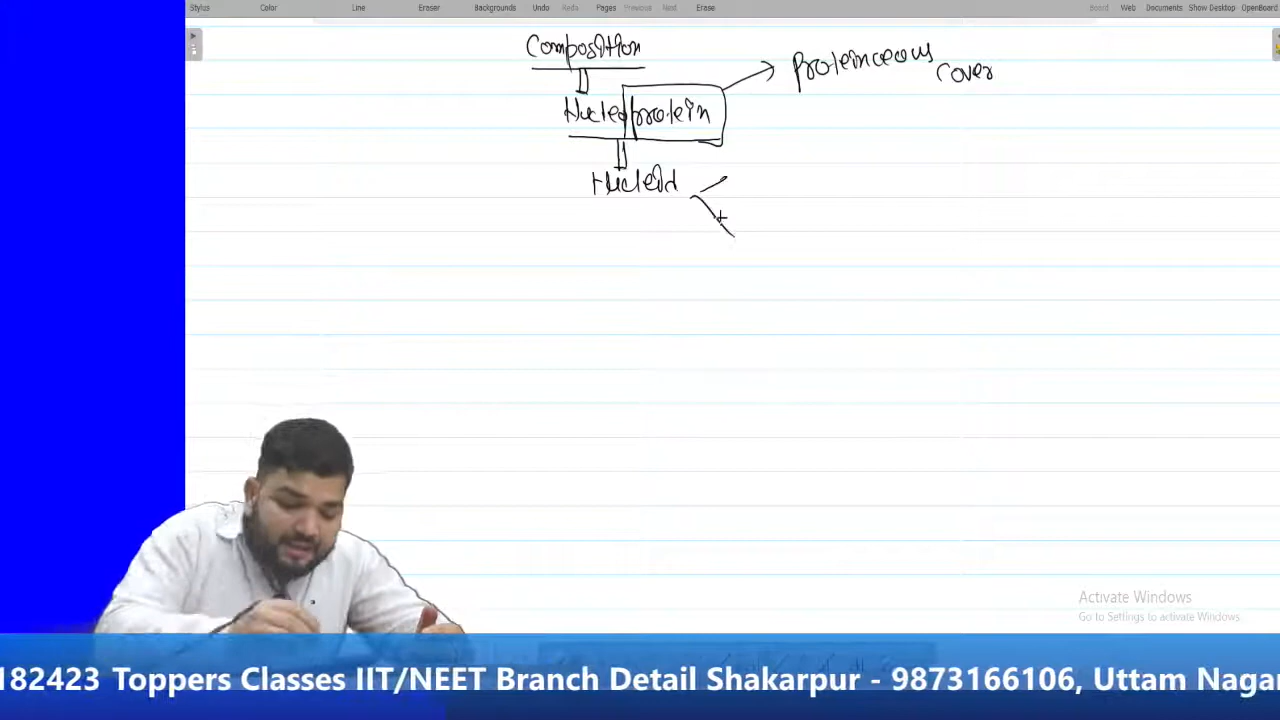 Stylus Color Line Eraser Backgrounds Undo Redo Pages Previous Next Erase Board Web Documents Show Desktop OpenBoard
Composition
Nucleoprotein
Proteinceous
cover
Nucleoid
+
Activate Windows
Go to Settings to activate Windows.
182423 Toppers Classes IIT/NEET Branch Detail Shakarpur - 9873166106, Uttam Nagar